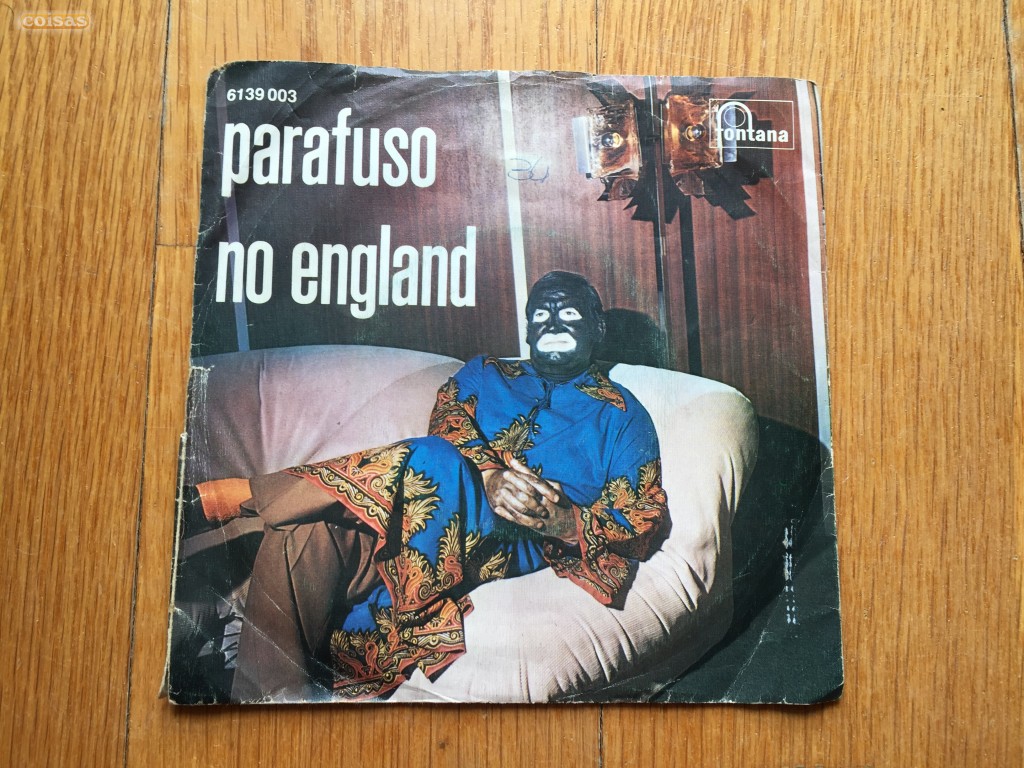 coisas
6139 003
parafuso
fontana
no england